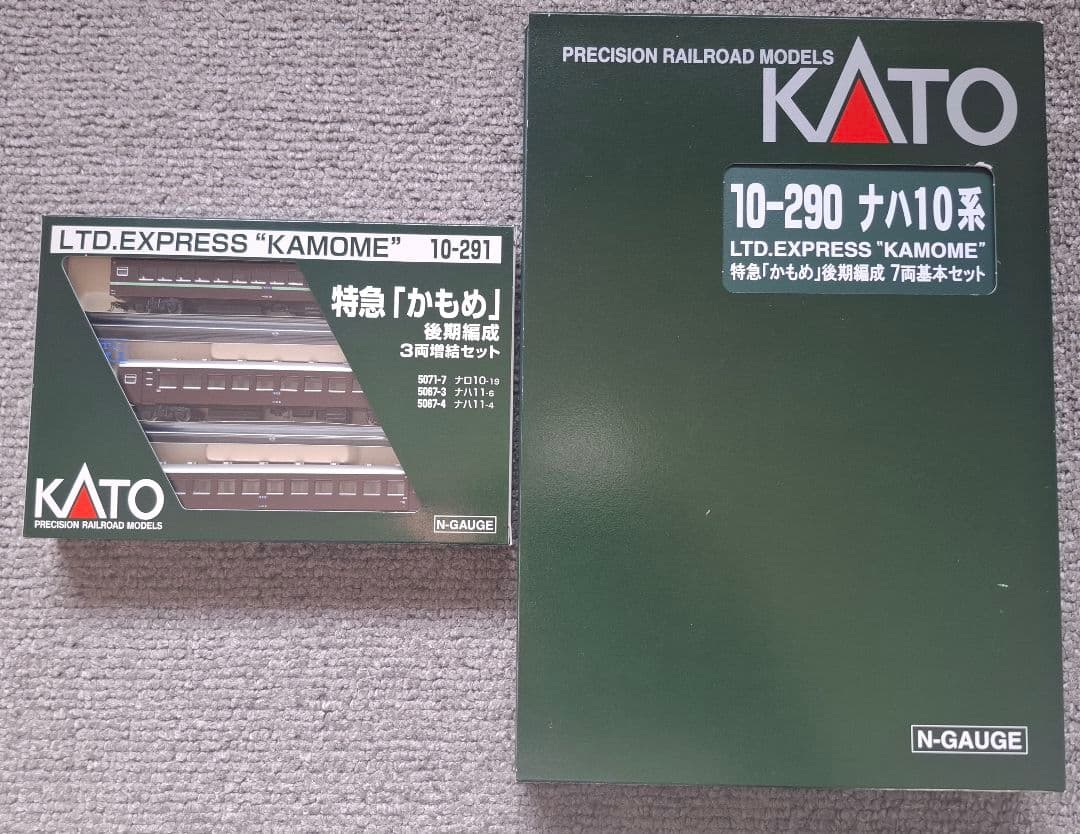 LTD.EXPRESS “KAMOME” 10-291
特急「かもめ」
後期編成
3両増結セット
5071-7 ナロ10-19
5067-3 ナハ11-6
5067-4 ナハ11-4
KATO
PRECISION RAILROAD MODELS
N-GAUGE
PRECISION RAILROAD MODELS
KATO
10-290 ナハ10系
LTD.EXPRESS “KAMOME”
特急「かもめ」後期編成 7両基本セット
N-GAUGE